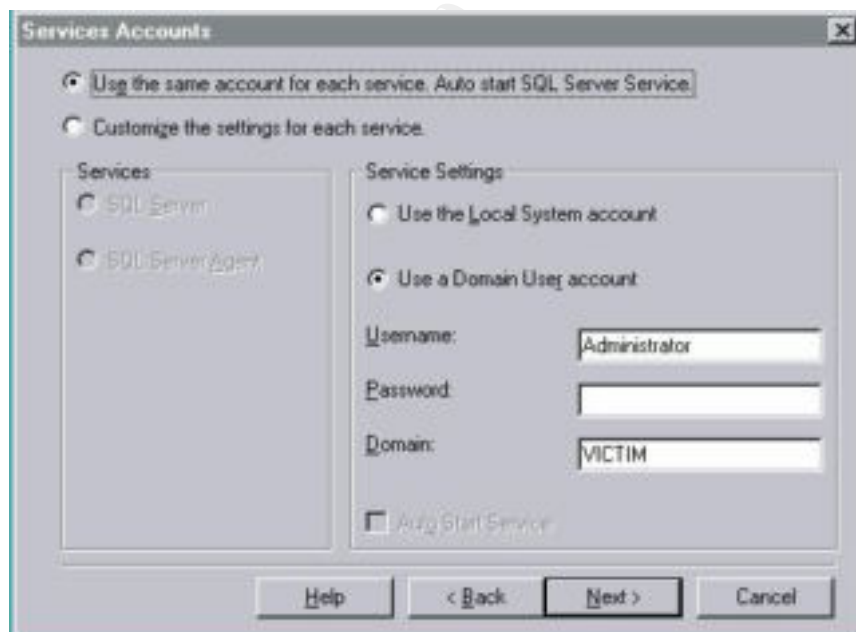 Services Accounts
Use the same account for each service. Auto start SQL Server Service.
Customize the settings for each service.
Services
SQL Server
SQL Server Agent
Service Settings
Use the Local System account
Use a Domain User account
Username:
Administrator
Password:
Domain:
VICTIM
Auto Start Service
Help
< Back
Next >
Cancel